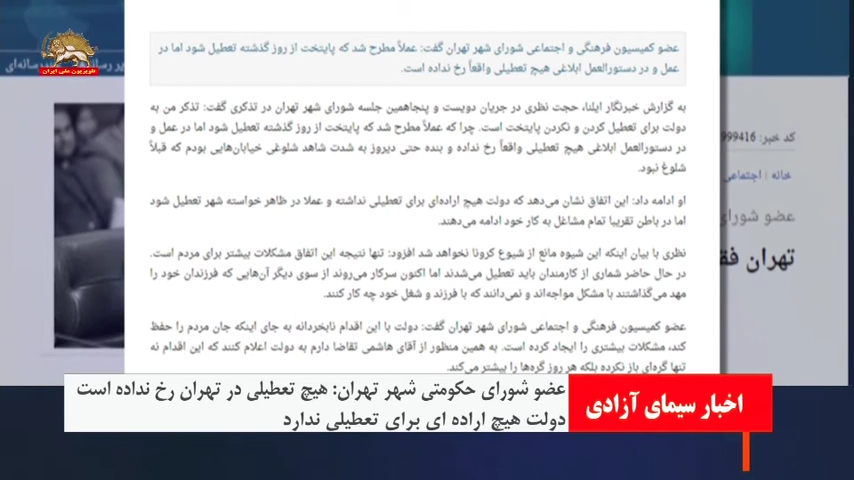 تلویزیون ملی ایران
عضو کمیسیون فرهنگی و اجتماعی شورای شهر تهران گفت: عملاً مطرح شد که پایتخت از روز گذشته تعطیل شود اما در
عمل و در دستورالعمل ابلاغی هیچ تعطیلی واقعاً رخ نداده است.
به گزارش خبرنگار ایلنا، حجت نظری در جریان دویست و پنجاهمین جلسه شورای شهر تهران در تذکری گفت: تذکر من به
دولت برای تعطیل کردن و نکردن پایتخت است. چرا که عملاً مطرح شد که پایتخت از روز گذشته تعطیل شود اما در عمل و
در دستورالعمل ابلاغی هیچ تعطیلی واقعاً رخ نداده و بنده حتی دیروز به شدت شاهد شلوغی خیابان‌هایی بودم که قبلاً
شلوغ نبود.
او ادامه داد: این اتفاق نشان می‌دهد که دولت هیچ اراده‌ای برای تعطیلی نداشته و عملا در ظاهر خواسته شهر تعطیل شود
اما در باطن تقریبا تمام مشاغل به کار خود ادامه می‌دهند.
نظری با بیان اینکه این شیوه مانع از شیوع کرونا نخواهد شد افزود: تنها نتیجه این اتفاق مشکلات بیشتر برای مردم است.
در حال حاضر شماری از کارمندان باید تعطیل می‌شدند اما اکنون سرکار می‌روند از سوی دیگر آن‌هایی که فرزندان خود را
مهد می‌گذاشتند با مشکل مواجه‌اند و نمی‌دانند که با فرزند و شغل خود چه کار کنند.
عضو کمیسیون فرهنگی و اجتماعی شورای شهر تهران گفت: دولت با این اقدام نابخردانه به جای اینکه جان مردم را حفظ
کند، مشکلات بیشتری را ایجاد کرده است. به همین منظور از آقای هاشمی تقاضا دارم به دولت اعلام کنند که این اقدام نه
تنها گره‌ای باز نکرده بلکه هر روز گره‌ها را بیشتر می‌کند.
کد خبر: 999416
خانه : اجتماعی
عضو شورای
تهران فق
اخبار سیمای آزادی
عضو شورای حکومتی شهر تهران: هیچ تعطیلی در تهران رخ نداده است
دولت هیچ اراده ای برای تعطیلی ندارد